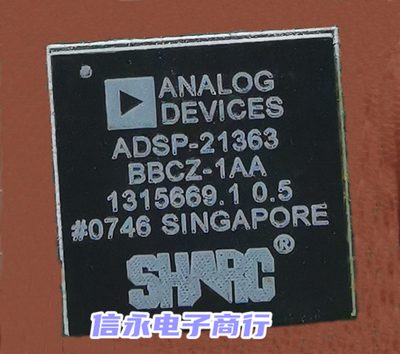 ANALOG
DEVICES
ADSP-21363
BBCZ-1AA
1315669.1 0.5
#0746 SINGAPORE
SHARC®
信永电子商行